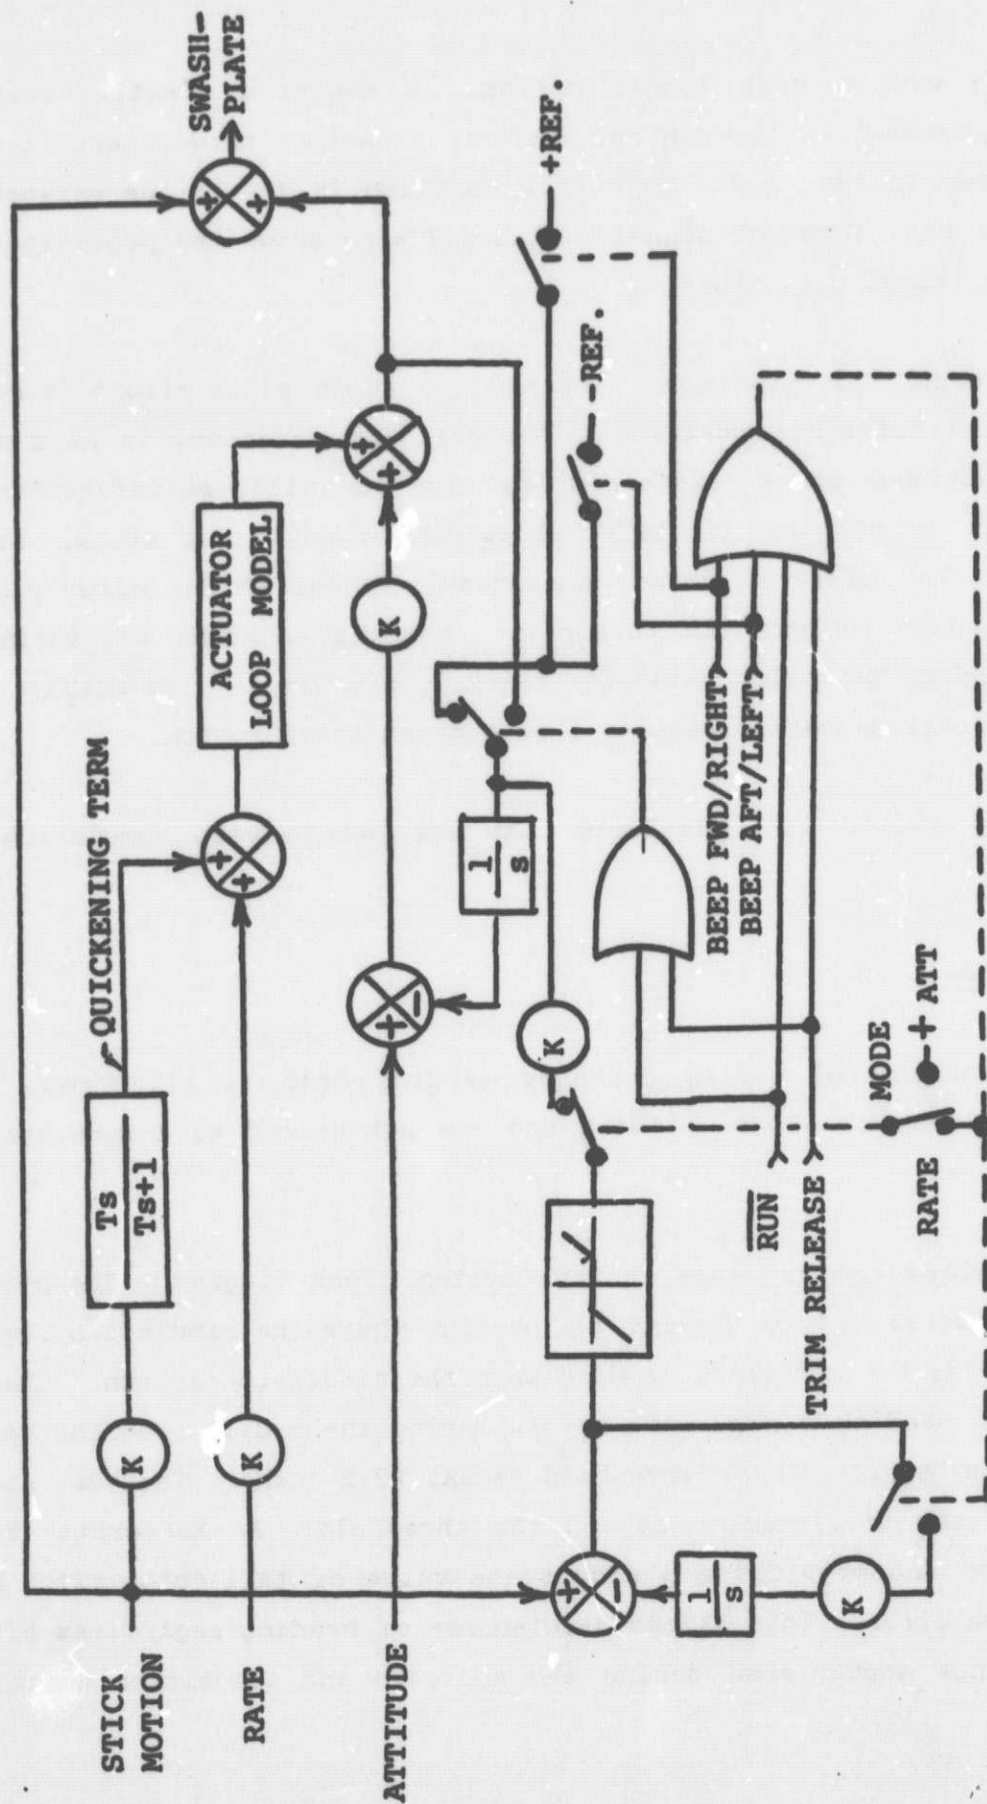 STICK
MOTION
K
Ts
Ts+1
QUICKENING TERM
+
+
ACTUATOR
LOOP MODEL
+
+
+
+
SWASH-
PLATE
RATE
K
ATTITUDE
+
-
K
1
s
K
+
-
1
s
K
+REF.
-REF.
BEEP FWD/RIGHT
BEEP AFT/LEFT
RUN
TRIM RELEASE
MODE
RATE
ATT